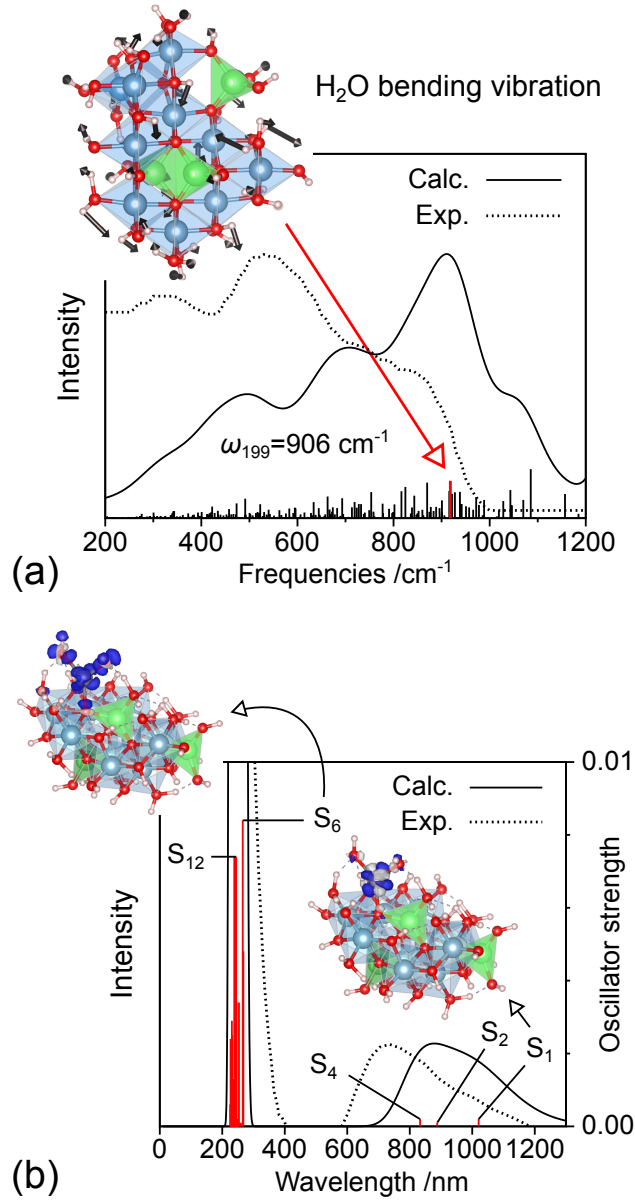 (a)
H₂O bending vibration
Calc.
Exp.
Intensity
ω₁₉₉=906 cm⁻¹
200 400 600 800 1000 1200
Frequencies /cm⁻¹
(b)
0.01
Calc.
Exp.
S₆
S₁₂
Intensity
Oscillator strength
S₄
S₂
S₁
0.00
0 200 400 600 800 1000 1200
Wavelength /nm